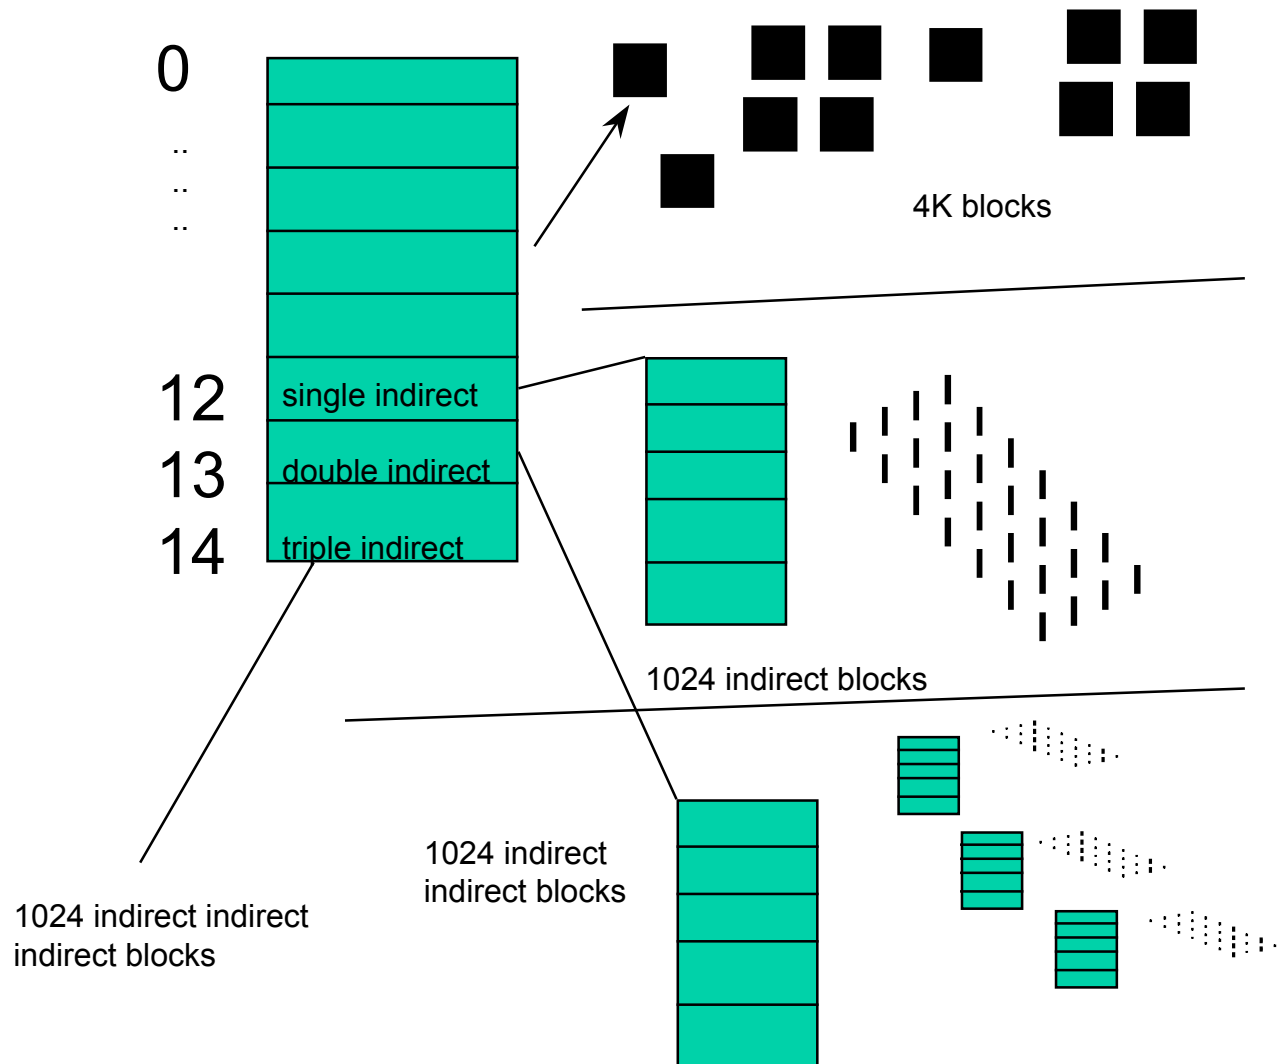 0
..
..
..
4K blocks
12
single indirect
13
double indirect
14
triple indirect
1024 indirect blocks
1024 indirect
indirect blocks
1024 indirect indirect
indirect blocks